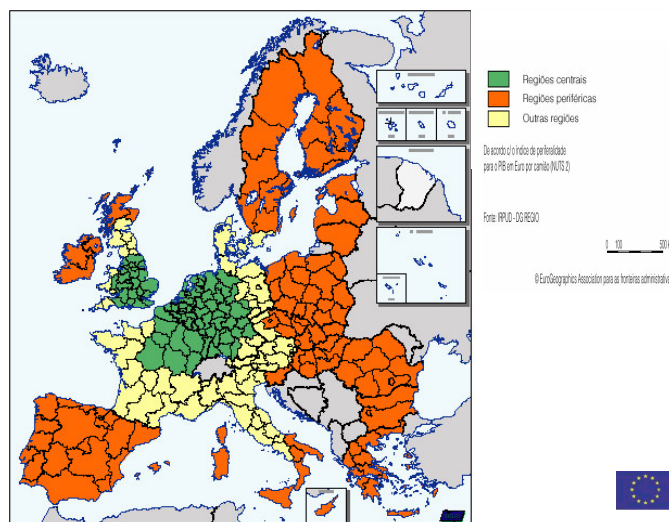 Regiões centrais
Regiões periféricas
Outras regiões
De acordo c/ o índice de periferalidade
para o PIB em Euro por camião (NUTS 2)
Fonte: IRPUD - DG REGIO
0 100 500 k
© EuroGeographics Association para as fronteiras administrativa